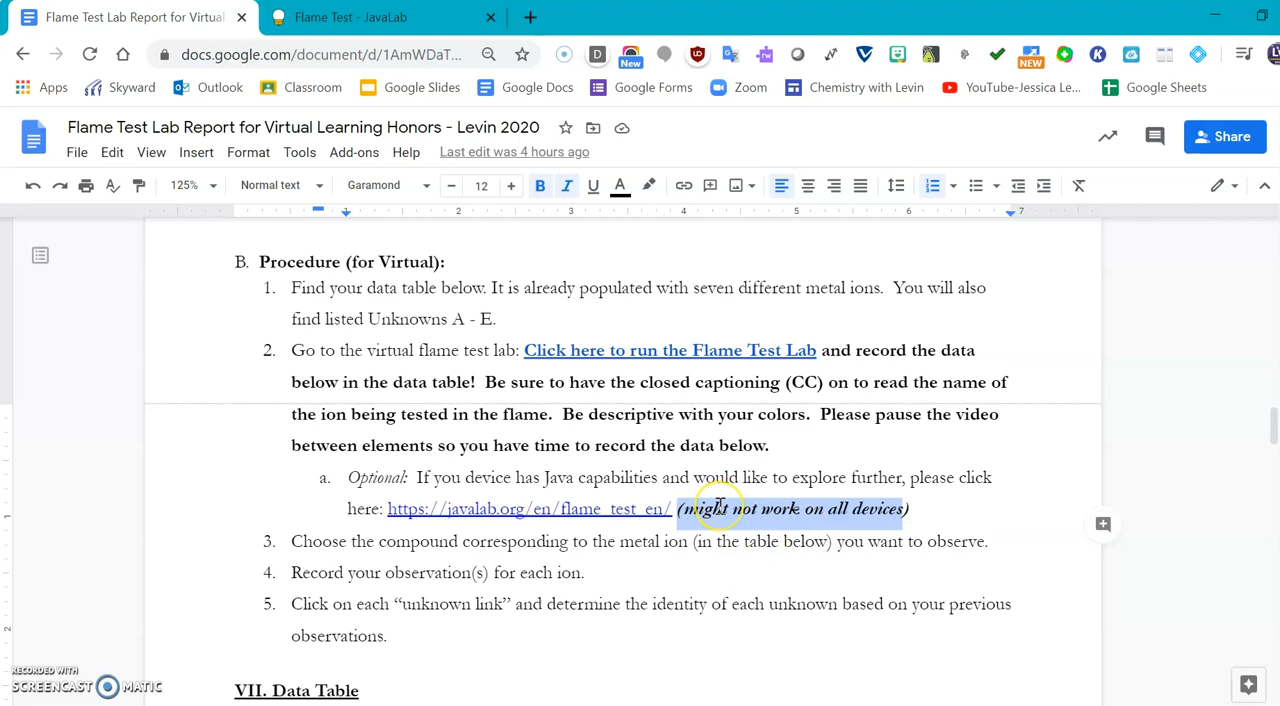 Flame Test Lab Report for Virtual
Flame Test - JavaLab
docs.google.com/document/d/1AmWDaT...
New
NEW
Apps
Skyward
Outlook
Classroom
Google Slides
Google Docs
Google Forms
Zoom
Chemistry with Levin
YouTube-Jessica Le...
Google Sheets
Flame Test Lab Report for Virtual Learning Honors - Levin 2020
Share
File Edit View Insert Format Tools Add-ons Help Last edit was 4 hours ago
125% Normal text Garamond − 12 + B I U A
1 2 3 4 5 6 7
B. Procedure (for Virtual):
1. Find your data table below. It is already populated with seven different metal ions. You will also
find listed Unknowns A - E.
2. Go to the virtual flame test lab: Click here to run the Flame Test Lab and record the data
below in the data table! Be sure to have the closed captioning (CC) on to read the name of
the ion being tested in the flame. Be descriptive with your colors. Please pause the video
between elements so you have time to record the data below.
a. Optional: If you device has Java capabilities and would like to explore further, please click
here: https://javalab.org/en/flame_test_en/ (might not work on all devices)
3. Choose the compound corresponding to the metal ion (in the table below) you want to observe.
4. Record your observation(s) for each ion.
5. Click on each “unknown link” and determine the identity of each unknown based on your previous
observations.
VII. Data Table
1
2
RECORDED WITH
SCREENCAST MATIC